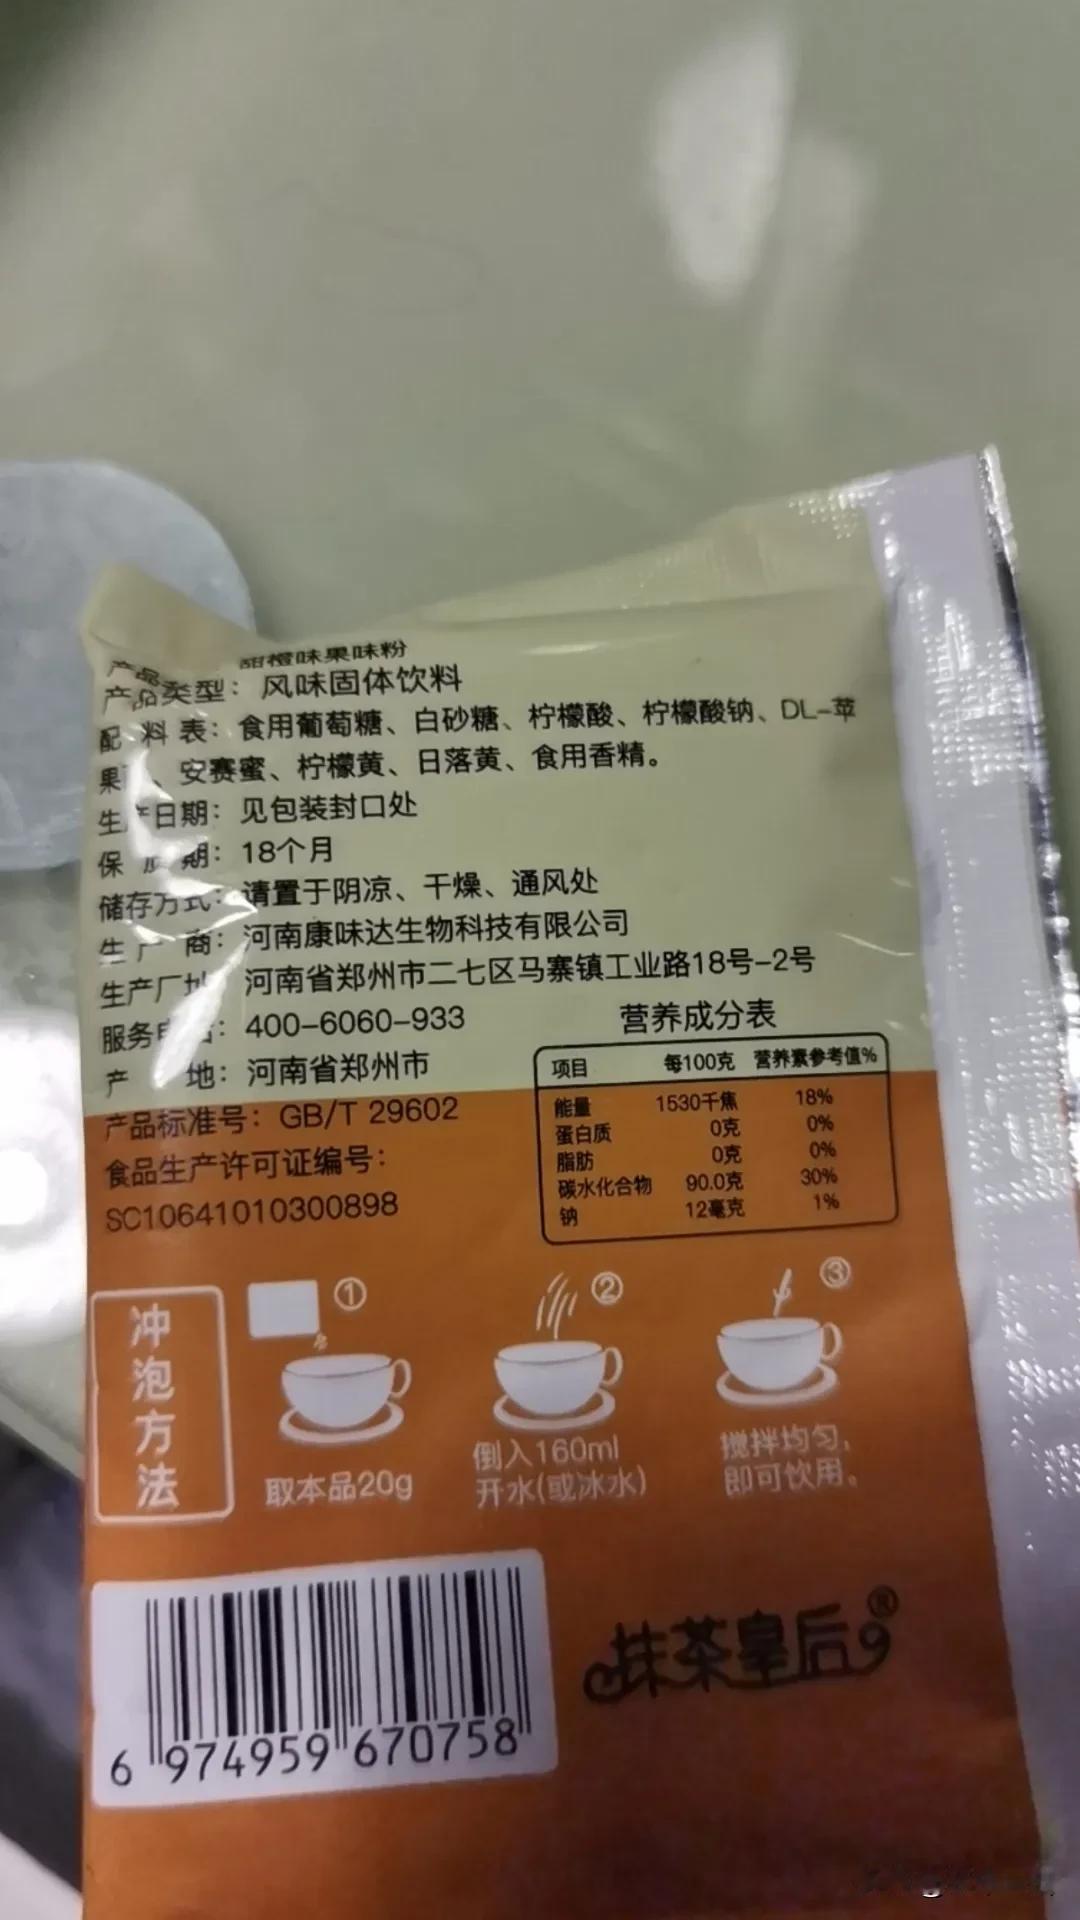 产品 甜橙味果味粉
产品类型：风味固体饮料
配料表：食用葡萄糖、白砂糖、柠檬酸、柠檬酸钠、DL-苹
果 、安赛蜜、柠檬黄、日落黄、食用香精。
生产日期：见包装封口处
保质期：18个月
储存方式：请置于阴凉、干燥、通风处
生产商：河南康味达生物科技有限公司
生产厂址 河南省郑州市二七区马寨镇工业路18号-2号
服务电话：400-6060-933
产地：河南省郑州市
产品标准号：GB/T 29602
食品生产许可证编号：
SC10641010300898
营养成分表
项目 每100克 营养素参考值%
能量 1530千焦 18%
蛋白质 0克 0%
脂肪 0克 0%
碳水化合物 90.0克 30%
钠 12毫克 1%
冲泡方法
①
取本品20g
②
倒入160ml
开水(或冰水)
③
搅拌均匀，
即可饮用。
6 974959 670758
抹茶皇后®